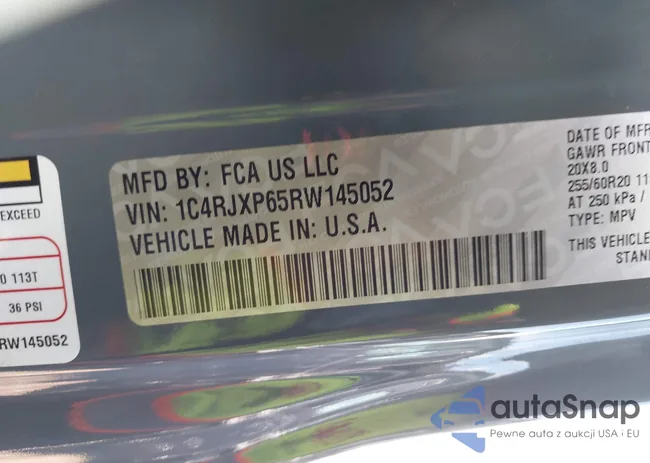 EXCEED
0 113T
36 PSI
RW145052
MFD BY: FCA US LLC
VIN: 1C4RJXP65RW145052
VEHICLE MADE IN: U.S.A.
DATE OF MFR
GAWR FRONT
20X8.0
255/60R20 11
AT 250 kPa /
TYPE: MPV
THIS VEHICLE
STAN
autaSnap
Pewne auta z aukcji USA i EU